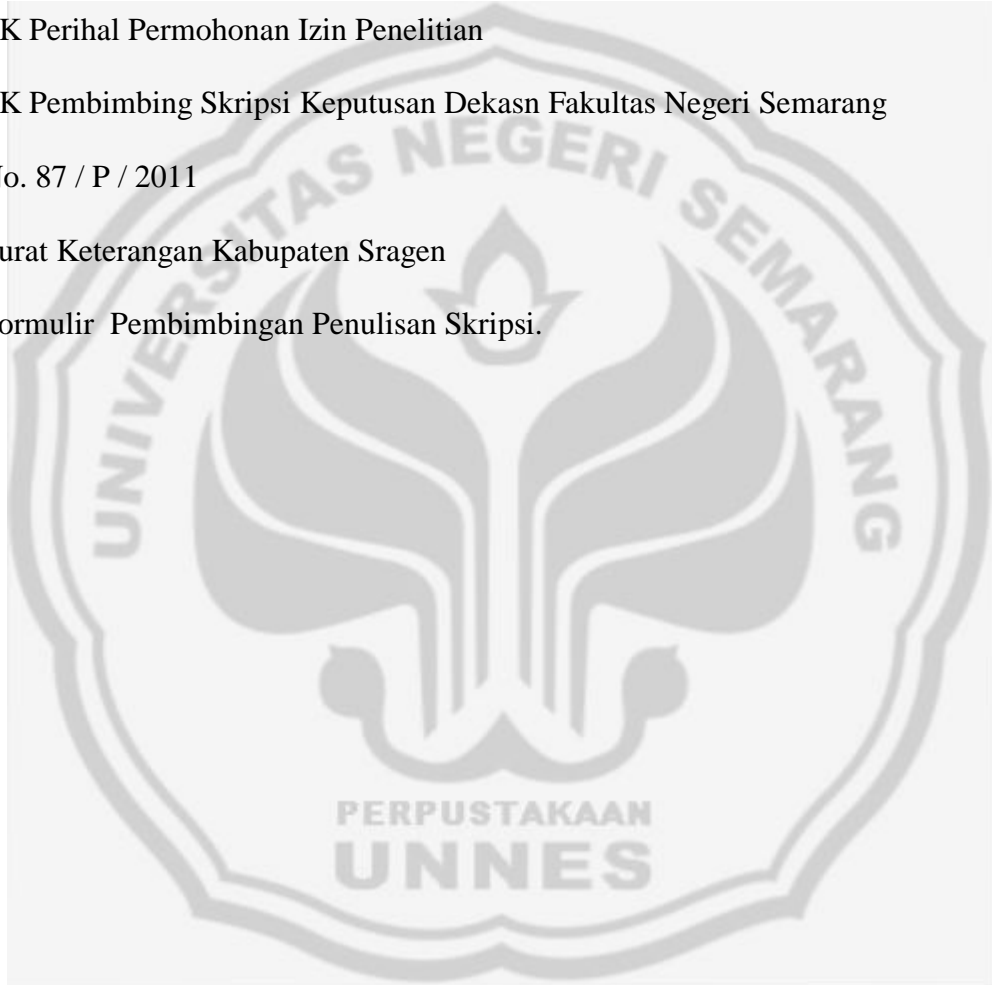 K Perihal Permohonan Izin Penelitian
K Pembimbing Skripsi Keputusan Dekasn Fakultas Negeri Semarang
No. 87 / P / 2011
urat Keterangan Kabupaten Sragen
ormulir Pembimbingan Penulisan Skripsi.
UNIVERSITAS NEGERI SEMARANG
PERPUSTAKAAN
UNNES